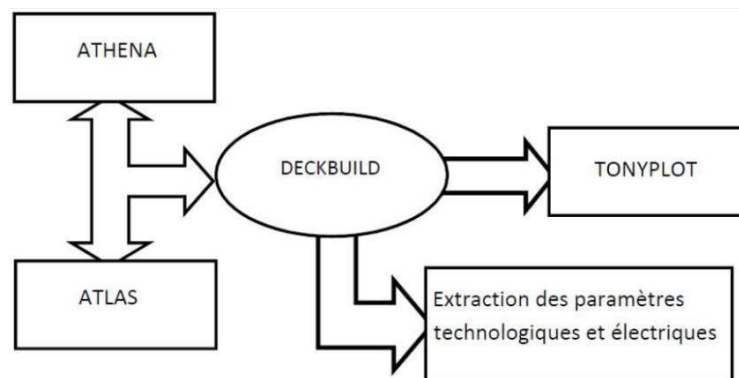 ATHENA
DECKBUILD
TONYPLOT
ATLAS
Extraction des paramètres
technologiques et électriques